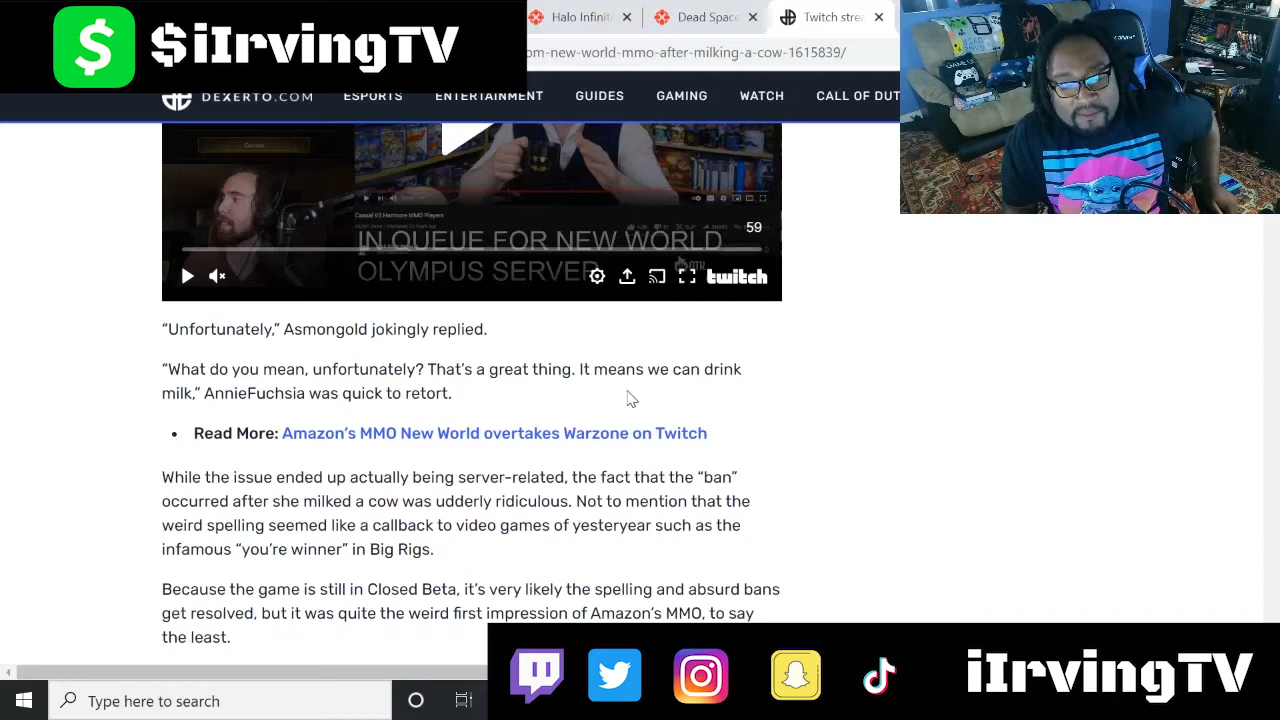 $iIrvingTV
Halo Infinit
Dead Space
Twitch strea
om-new-world-mmo-after-milking-a-cow-1615839/
DEXERTO.COM ESPORTS ENTERTAINMENT GUIDES GAMING WATCH CALL OF DUT
Cancel
Casual VS Hardcore MMO Players
59
IN QUEUE FOR NEW WORLD
OLYMPUS SERVER
twitch
“Unfortunately,” Asmongold jokingly replied.
“What do you mean, unfortunately? That’s a great thing. It means we can drink
milk,” AnnieFuchsia was quick to retort.
• Read More: Amazon’s MMO New World overtakes Warzone on Twitch
While the issue ended up actually being server-related, the fact that the “ban”
occurred after she milked a cow was udderly ridiculous. Not to mention that the
weird spelling seemed like a callback to video games of yesteryear such as the
infamous “you’re winner” in Big Rigs.
Because the game is still in Closed Beta, it’s very likely the spelling and absurd bans
get resolved, but it was quite the weird first impression of Amazon’s MMO, to say
the least.
iIrvingTV
Type here to search